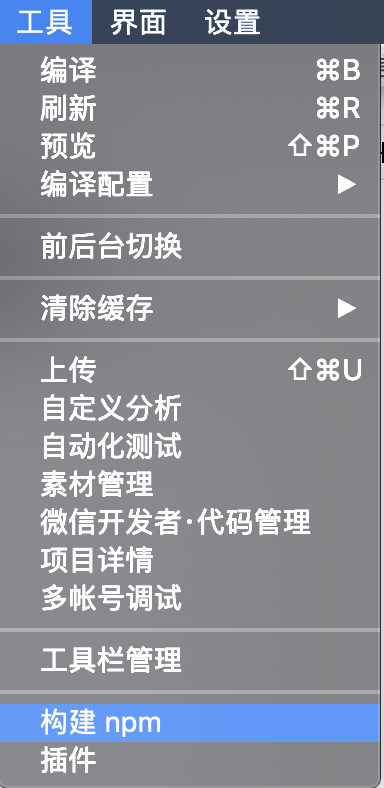 工具 界面 设置
编译 ⌘B
刷新 ⌘R
预览 ⇧⌘P
编译配置 ▶
前后台切换
清除缓存 ▶
上传 ⇧⌘U
自定义分析
自动化测试
素材管理
微信开发者·代码管理
项目详情
多帐号调试
工具栏管理
构建 npm
插件